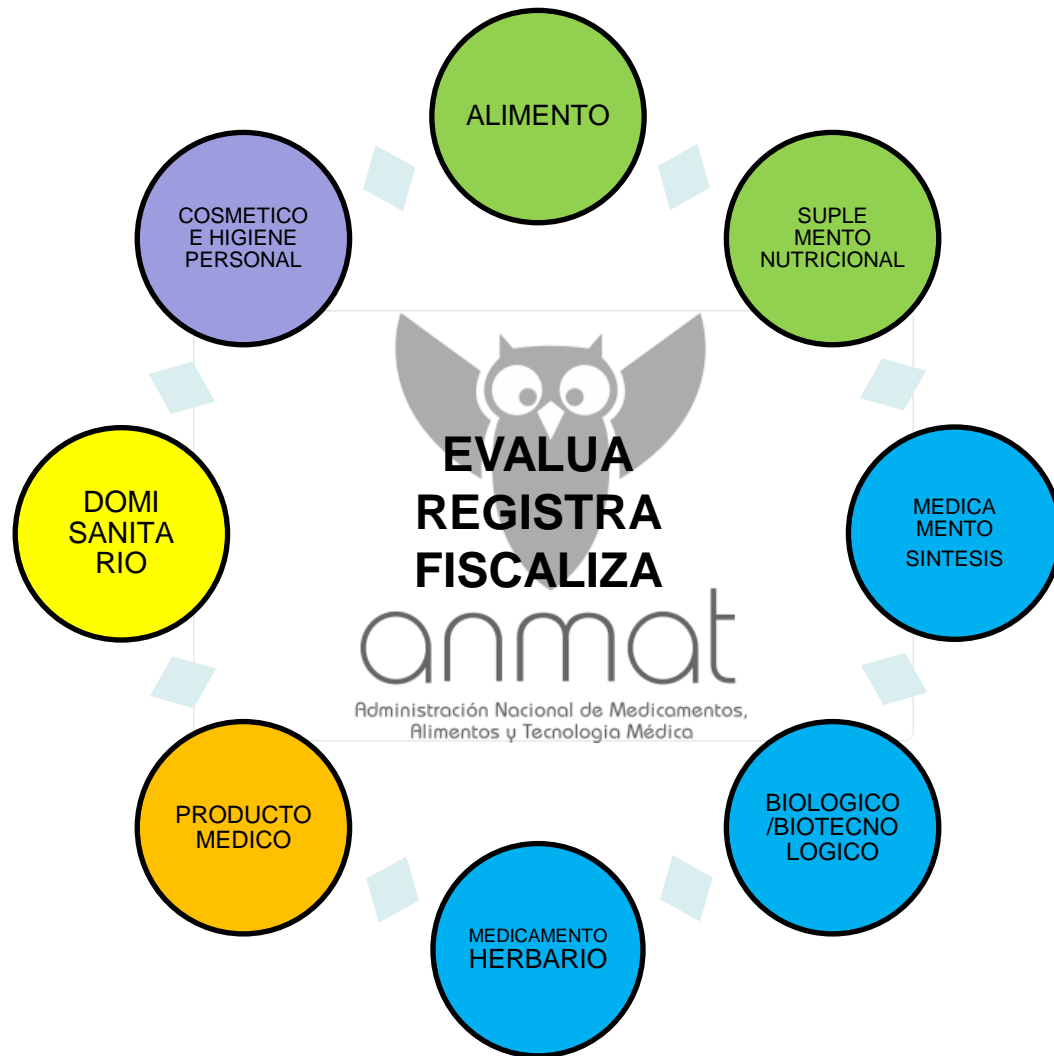 ALIMENTO
COSMETICO
E HIGIENE
PERSONAL
SUPLE
MENTO
NUTRICIONAL
EVALUA
REGISTRA
FISCALIZA
DOMI
SANITA
RIO
MEDICA
MENTO
SINTESIS
anmat
Administración Nacional de Medicamentos,
Alimentos y Tecnologia Médica
PRODUCTO
MEDICO
BIOLOGICO
/BIOTECNO
LOGICO
MEDICAMENTO
HERBARIO